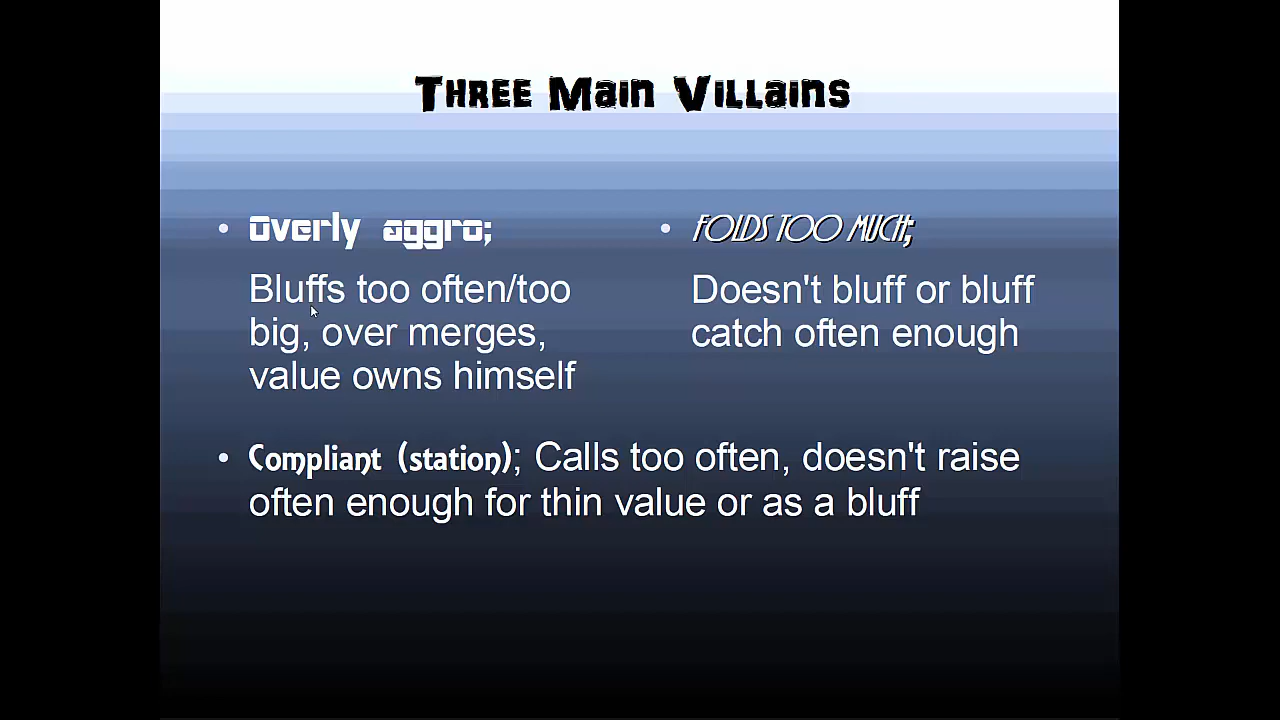 Three Main Villains
• Overly aggro;
Bluffs too often/too
big, over merges,
value owns himself
• FOLDS TOO MUCH;
Doesn't bluff or bluff
catch often enough
• Compliant (station); Calls too often, doesn't raise
often enough for thin value or as a bluff